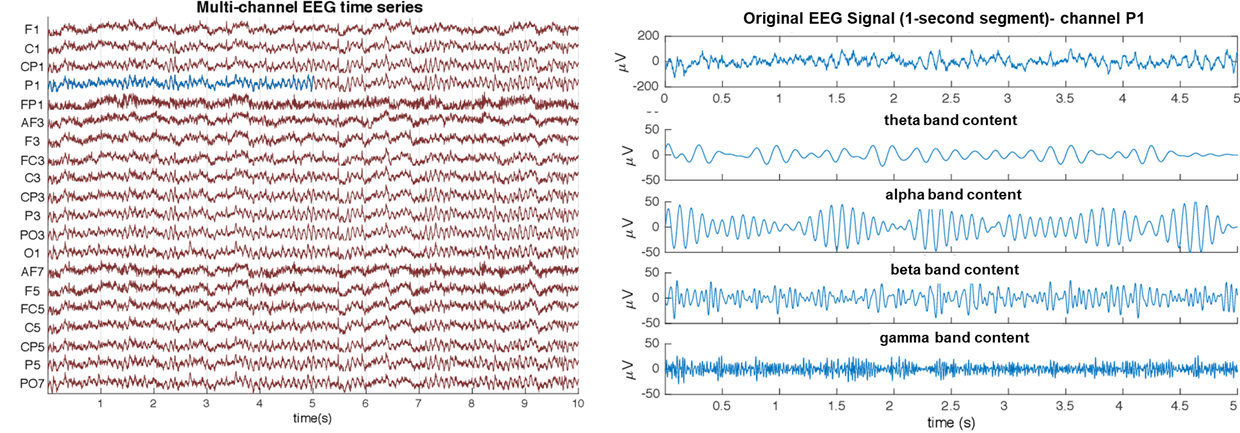 Multi-channel EEG time series
F1
C1
CP1
P1
FP1
AF3
F3
FC3
C3
CP3
P3
PO3
O1
AF7
F5
FC5
C5
CP5
P5
PO7
1 2 3 4 5 6 7 8 9 10
time(s)
Original EEG Signal (1-second segment)- channel P1
200
0
-200
μV
0 0.5 1 1.5 2 2.5 3 3.5 4 4.5 5
theta band content
50
0
-50
μV
alpha band content
50
0
-50
μV
beta band content
50
0
-50
μV
gamma band content
50
0
-50
μV
0.5 1 1.5 2 2.5 3 3.5 4 4.5 5
time (s)